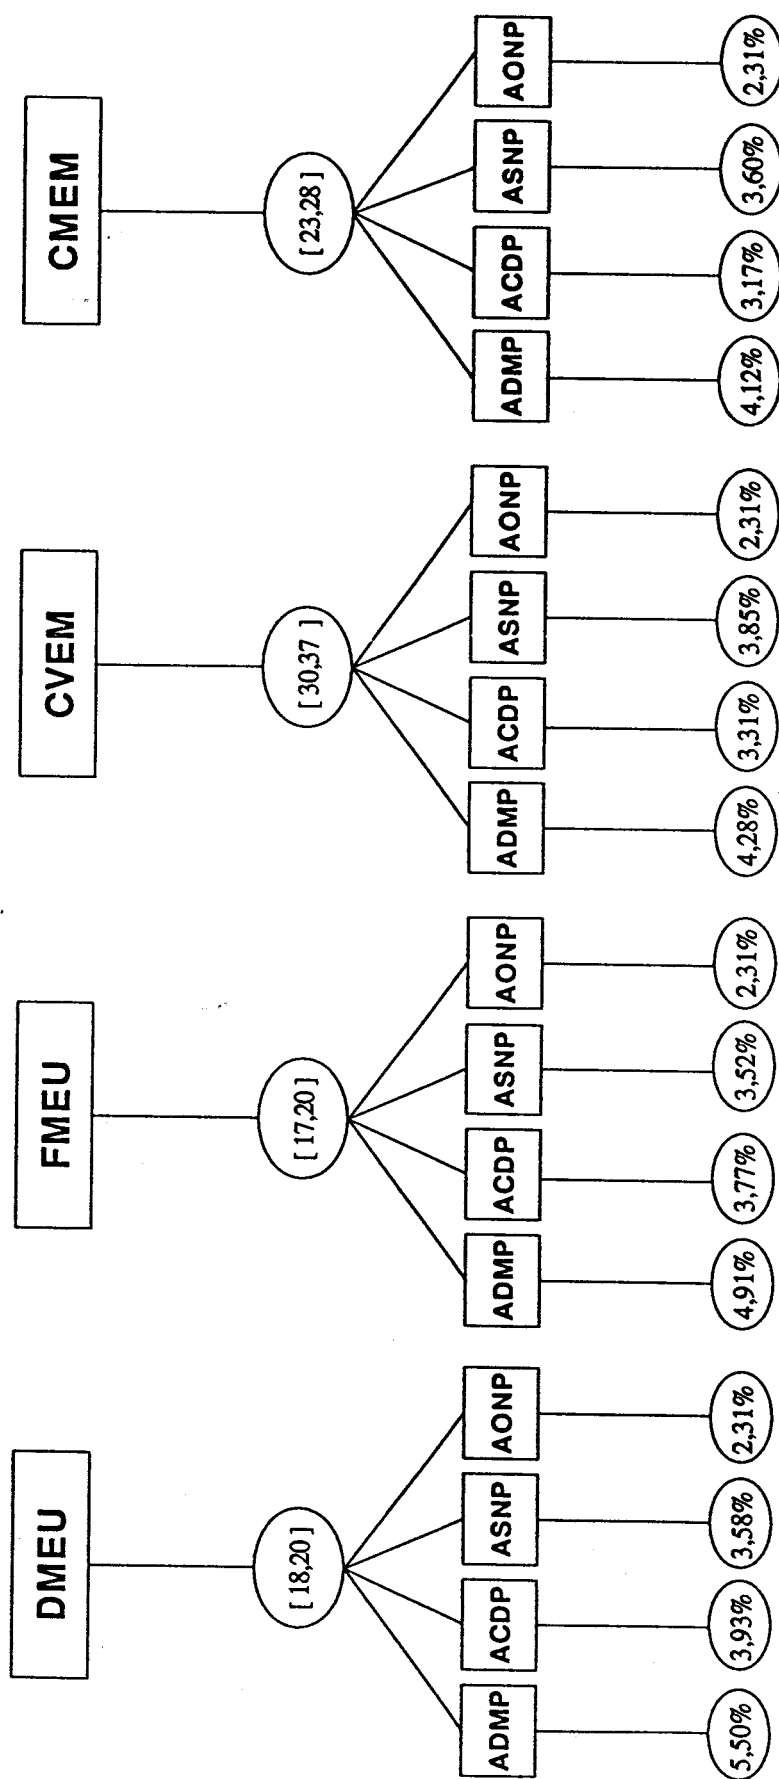 DMEU
FMEU
CVEM
CMEM
[ 18,20 ]
[ 17,20 ]
[ 30,37 ]
[ 23,28 ]
ADMP ACDP ASNP AONP
ADMP ACDP ASNP AONP
ADMP ACDP ASNP AONP
ADMP ACDP ASNP AONP
5,50% 3,93% 3,58% 2,31%
4,91% 3,77% 3,52% 2,31%
4,28% 3,31% 3,85% 2,31%
4,12% 3,17% 3,60% 2,31%